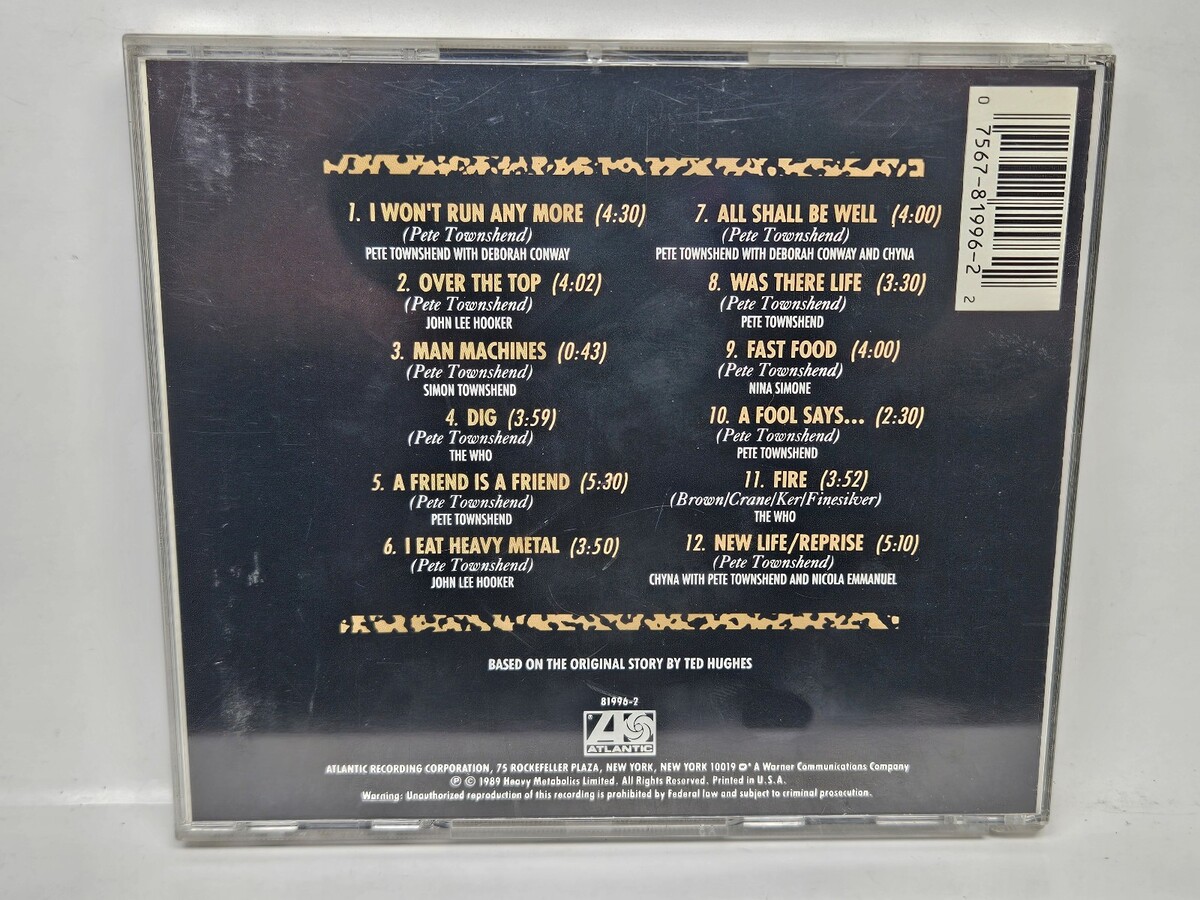 1. I WON'T RUN ANY MORE (4:30)
(Pete Townshend)
PETE TOWNSHEND WITH DEBORAH CONWAY
2. OVER THE TOP (4:02)
(Pete Townshend)
JOHN LEE HOOKER
3. MAN MACHINES (0:43)
(Pete Townshend)
SIMON TOWNSHEND
4. DIG (3:59)
(Pete Townshend)
THE WHO
5. A FRIEND IS A FRIEND (5:30)
(Pete Townshend)
PETE TOWNSHEND
6. I EAT HEAVY METAL (3:50)
(Pete Townshend)
JOHN LEE HOOKER
7. ALL SHALL BE WELL (4:00)
(Pete Townshend)
PETE TOWNSHEND WITH DEBORAH CONWAY AND CHYNA
8. WAS THERE LIFE (3:30)
(Pete Townshend)
PETE TOWNSHEND
9. FAST FOOD (4:00)
(Pete Townshend)
NINA SIMONE
10. A FOOL SAYS... (2:30)
(Pete Townshend)
PETE TOWNSHEND
11. FIRE (3:52)
(Brown/Crane/Ker/Finesilver)
THE WHO
12. NEW LIFE/REPRISE (5:10)
(Pete Townshend)
CHYNA WITH PETE TOWNSHEND AND NICOLA EMMANUEL
0 7567-81996-2 2
BASED ON THE ORIGINAL STORY BY TED HUGHES
81996-2
ATLANTIC
ATLANTIC RECORDING CORPORATION, 75 ROCKEFELLER PLAZA, NEW YORK, NEW YORK 10019 A Warner Communications Company
℗ © 1989 Heavy Metabolics Limited. All Rights Reserved. Printed in U.S.A.
Warning: Unauthorized reproduction of this recording is prohibited by Federal law and subject to criminal prosecution.